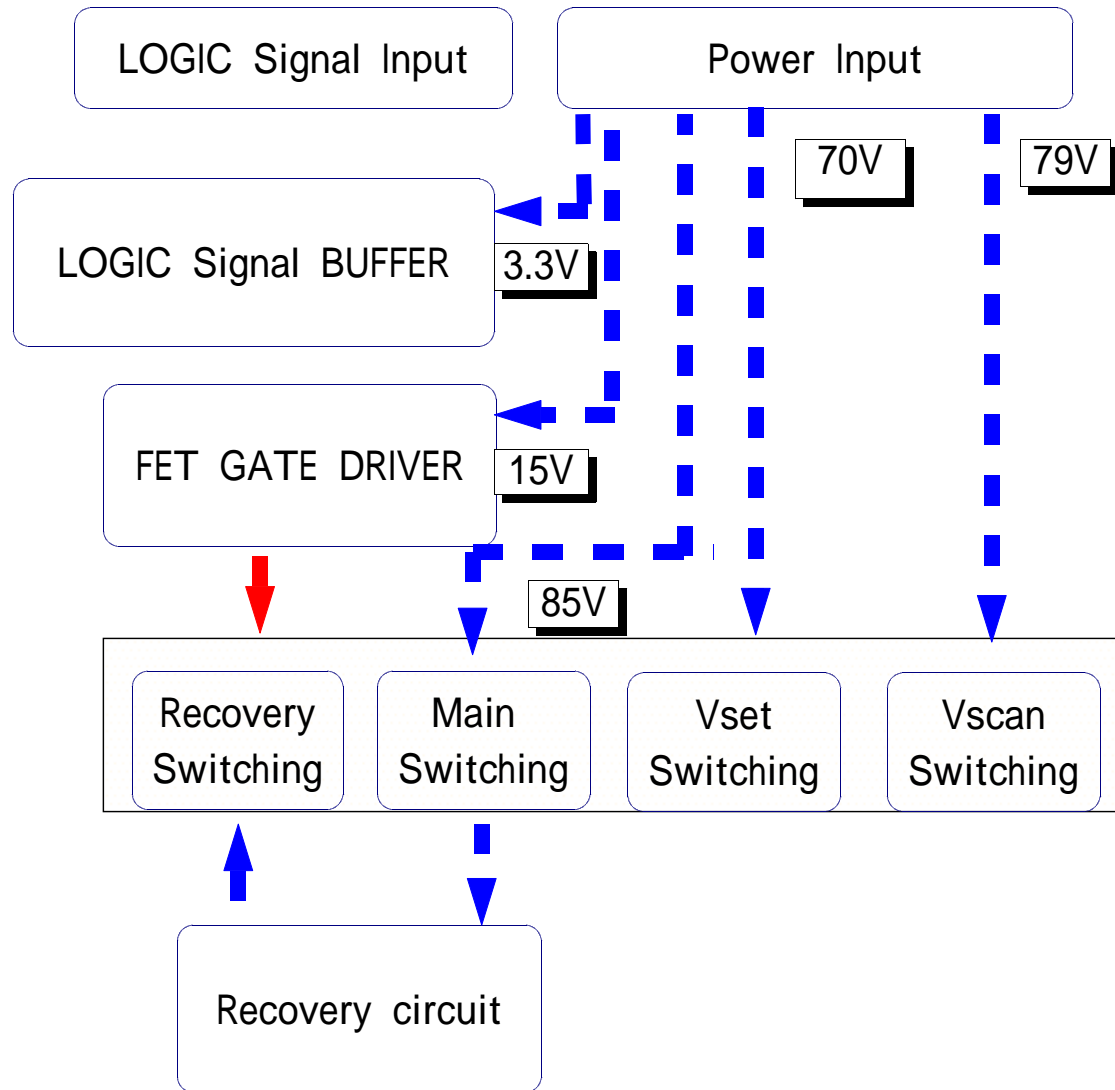 LOGIC Signal Input
Power Input
70V
79V
LOGIC Signal BUFFER
3.3V
FET GATE DRIVER
15V
85V
Recovery
Switching
Main
Switching
Vset
Switching
Vscan
Switching
Recovery circuit